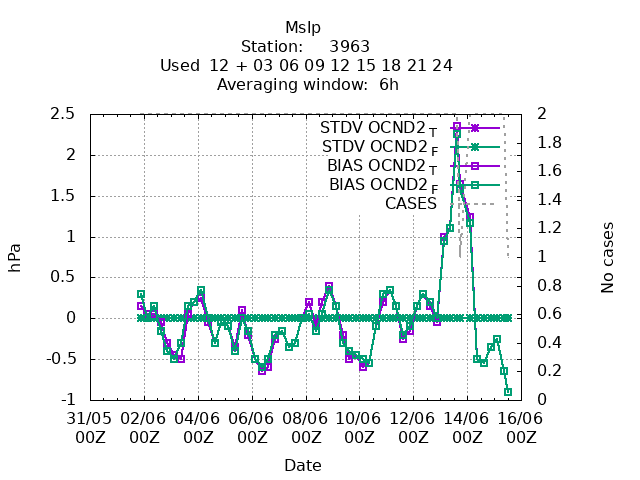 Mslp
Station: 3963
Used 12 + 03 06 09 12 15 18 21 24
Averaging window: 6h
STDV OCND2 T
STDV OCND2 F
BIAS OCND2 T
BIAS OCND2 F
CASES
hPa
2.5
2
1.5
1
0.5
0
-0.5
-1
No cases
2
1.8
1.6
1.4
1.2
1
0.8
0.6
0.4
0.2
0
31/05 02/06 04/06 06/06 08/06 10/06 12/06 14/06 16/06
00Z 00Z 00Z 00Z 00Z 00Z 00Z 00Z 00Z
Date